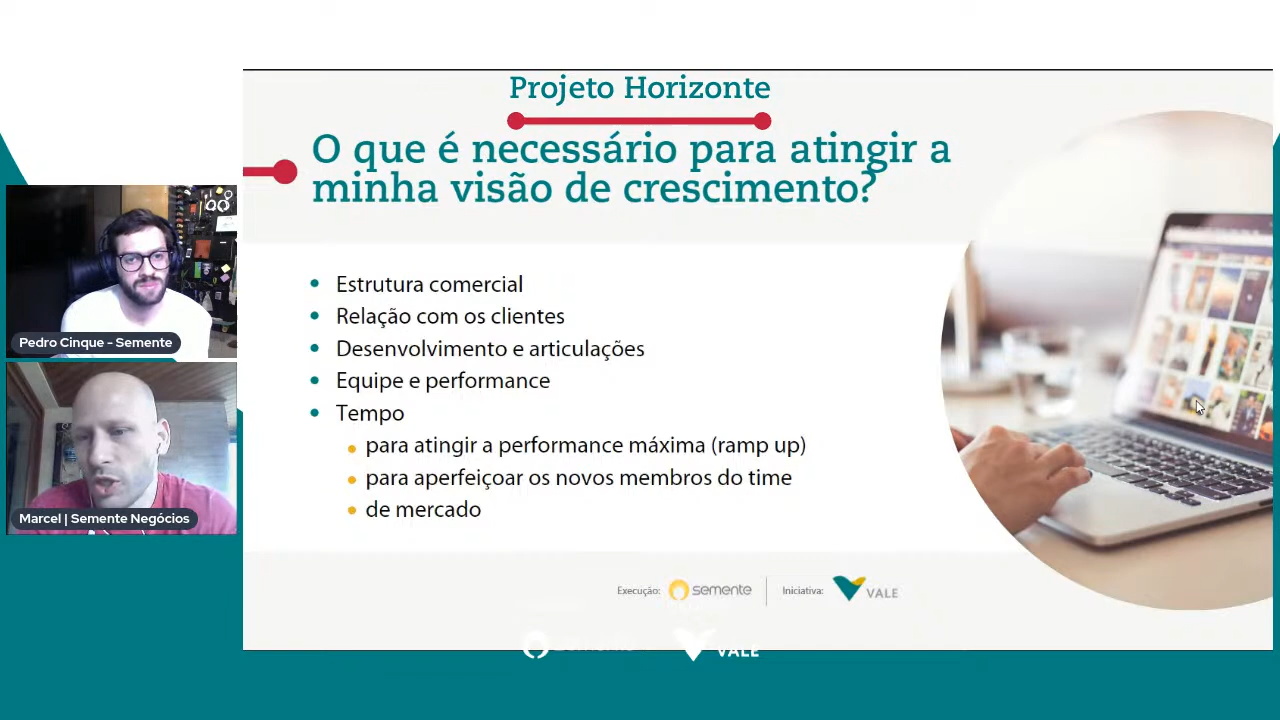 Projeto Horizonte
O que é necessário para atingir a
minha visão de crescimento?
Pedro Cinque - Semente
Marcel | Semente Negócios
Estrutura comercial
Relação com os clientes
Desenvolvimento e articulações
Equipe e performance
Tempo
para atingir a performance máxima (ramp up)
para aperfeiçoar os novos membros do time
de mercado
Execução: semente Iniciativa: VALE
VALE